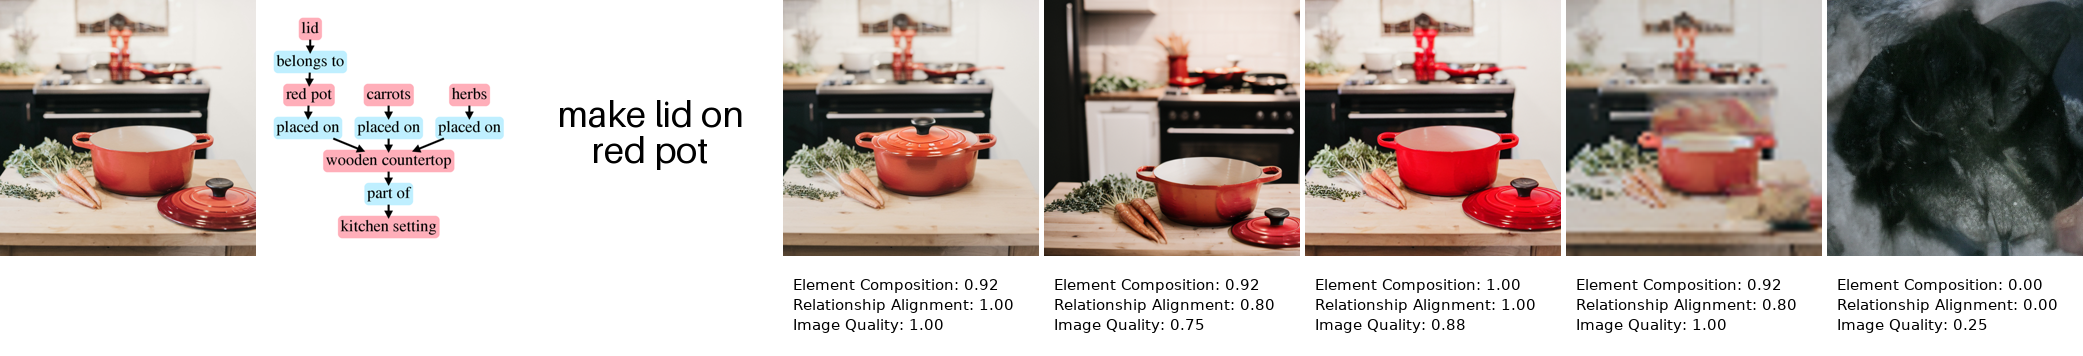 lid
belongs to
red pot
carrots
herbs
placed on
placed on
placed on
wooden countertop
part of
kitchen setting
make lid on
red pot
Element Composition: 0.92
Relationship Alignment: 1.00
Image Quality: 1.00
Element Composition: 0.92
Relationship Alignment: 0.80
Image Quality: 0.75
Element Composition: 1.00
Relationship Alignment: 1.00
Image Quality: 0.88
Element Composition: 0.92
Relationship Alignment: 0.80
Image Quality: 1.00
Element Composition: 0.00
Relationship Alignment: 0.00
Image Quality: 0.25